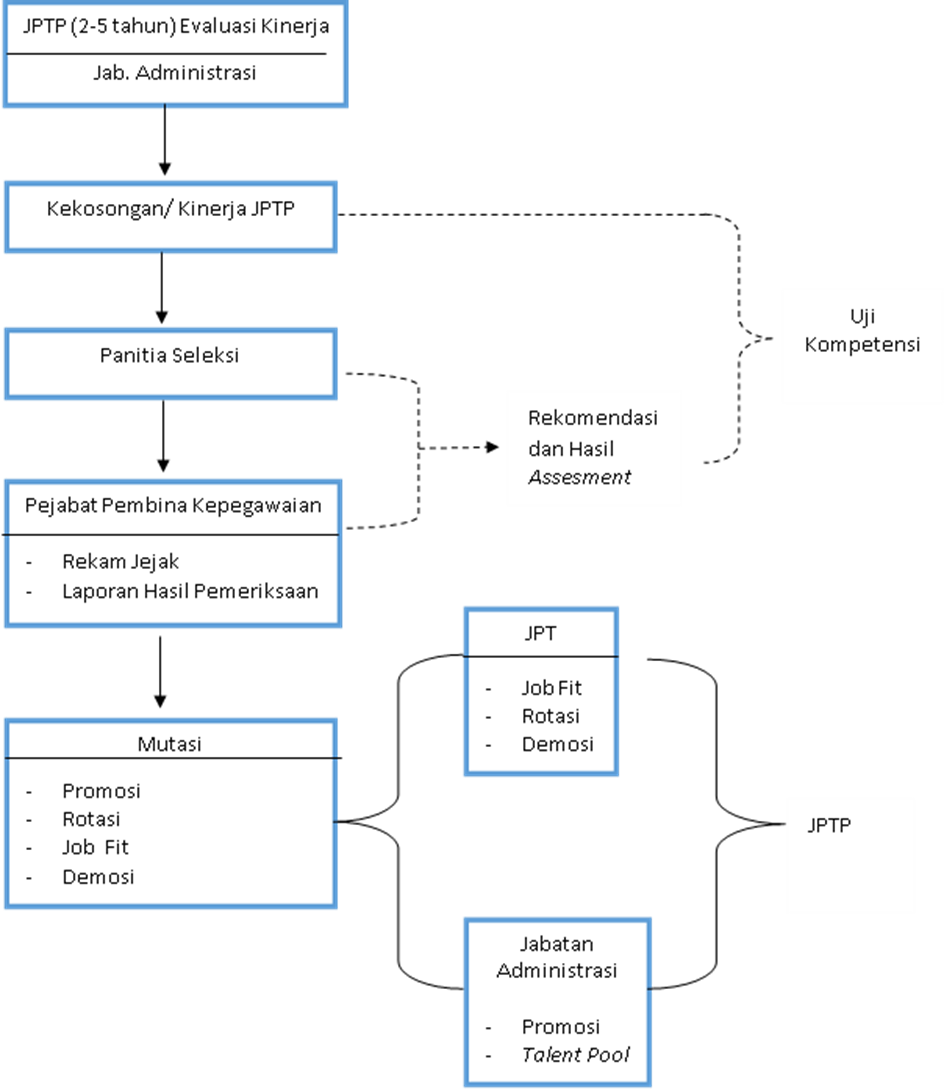 JPTP (2-5 tahun) Evaluasi Kinerja
Jab. Administrasi
Kekosongan/ Kinerja JPTP
Uji
Kompetensi
Panitia Seleksi
Rekomendasi
dan Hasil
Assesment
Pejabat Pembina Kepegawaian
- Rekam Jejak
- Laporan Hasil Pemeriksaan
JPT
- Job Fit
- Rotasi
- Demosi
Mutasi
- Promosi
- Rotasi
- Job Fit
- Demosi
JPTP
Jabatan
Administrasi
- Promosi
- Talent Pool